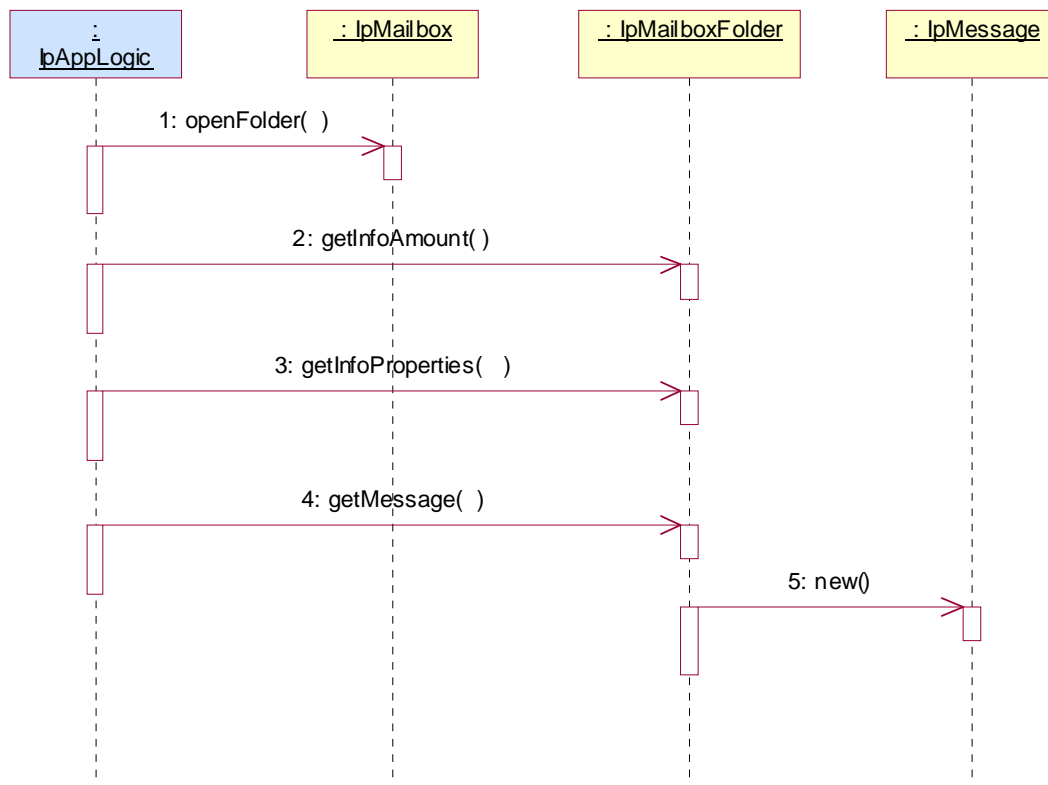 :
IpAppLogic
: IpMailbox
: IpMailboxFolder
: IpMessage
1: openFolder( )
2: getInfoAmount( )
3: getInfoProperties( )
4: getMessage( )
5: new()